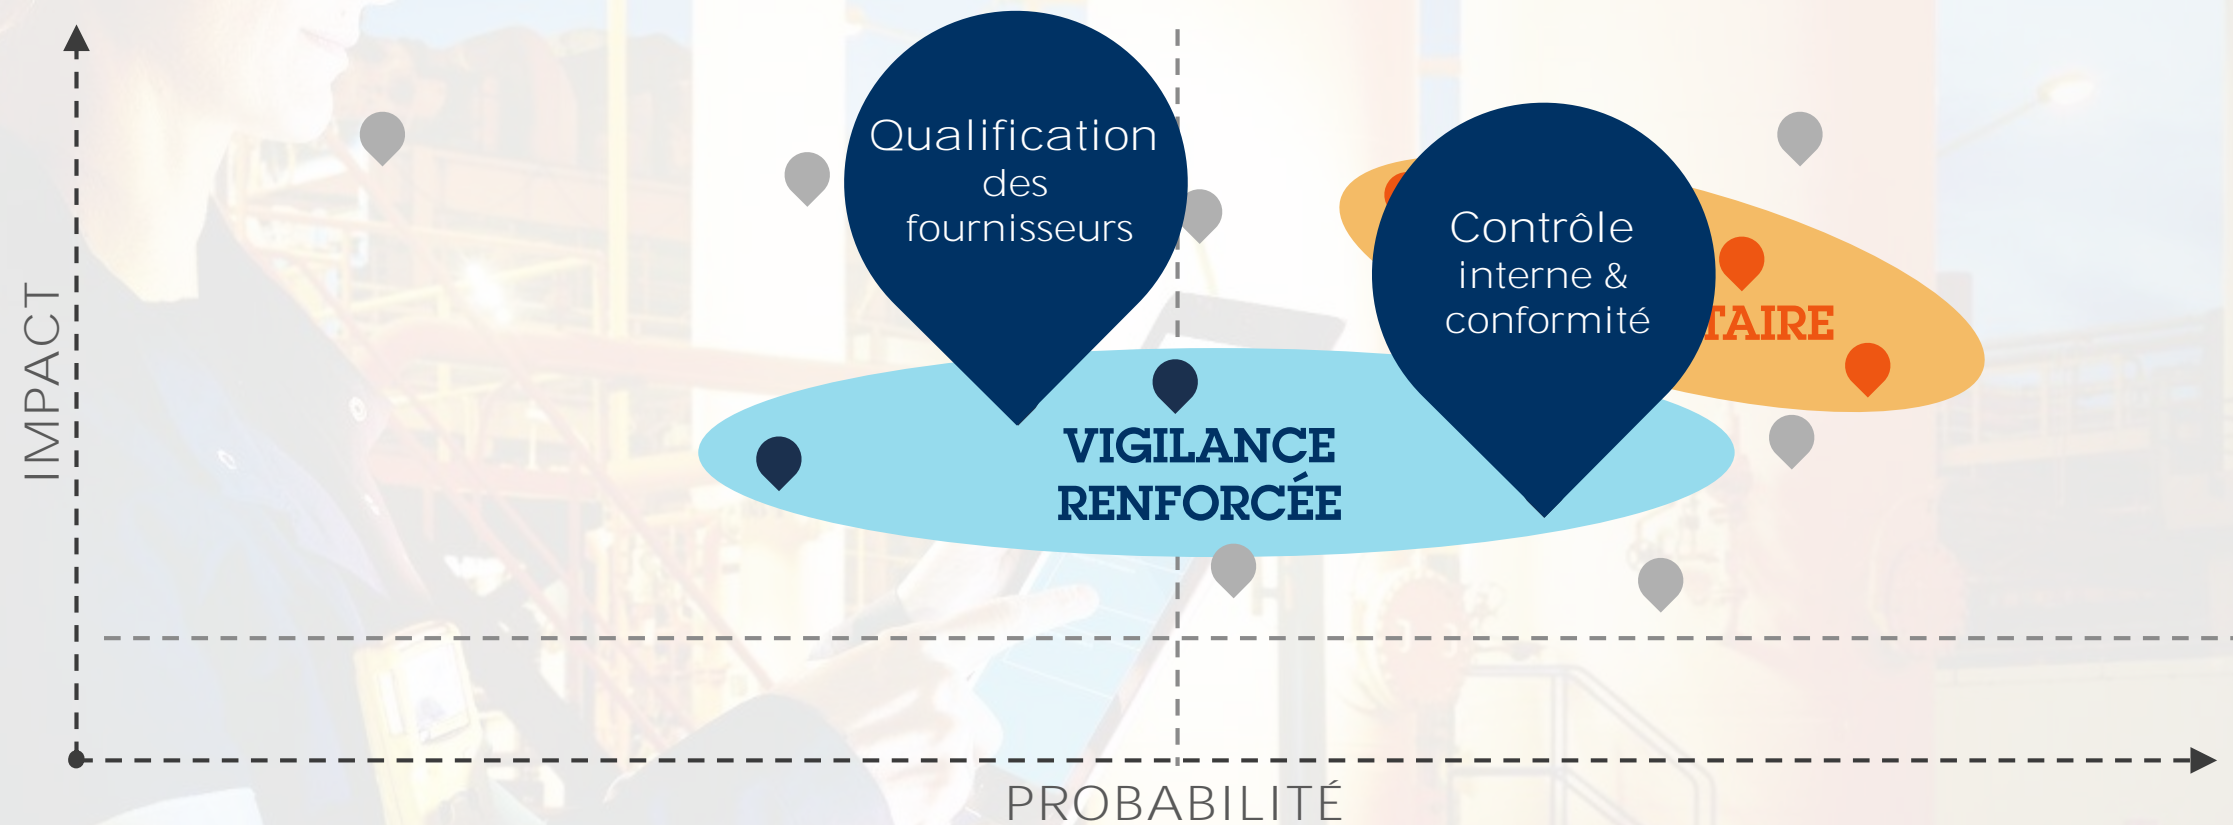 IMPACT
Qualification
des
fournisseurs
Contrôle
interne &
conformité
TAIRE
VIGILANCE
RENFORCÉE
PROBABILITÉ